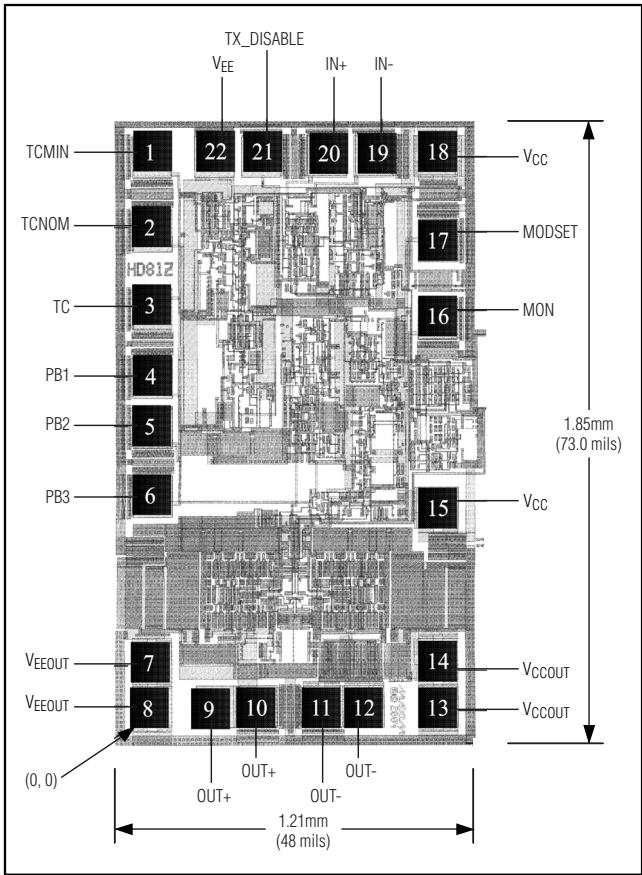 TX_DISABLE
VEE
IN+
IN-
TCMIN
1
22
21
20
19
18
VCC
TCNOM
2
17
MODSET
HD81Z
TC
3
16
MON
PB1
4
PB2
5
1.85mm
(73.0 mils)
PB3
6
15
VCC
VEEOUT
7
14
VCCOUT
VEEOUT
8
9
10
11
12
13
VCCOUT
(0, 0)
OUT+
OUT+
OUT-
OUT-
1.21mm
(48 mils)